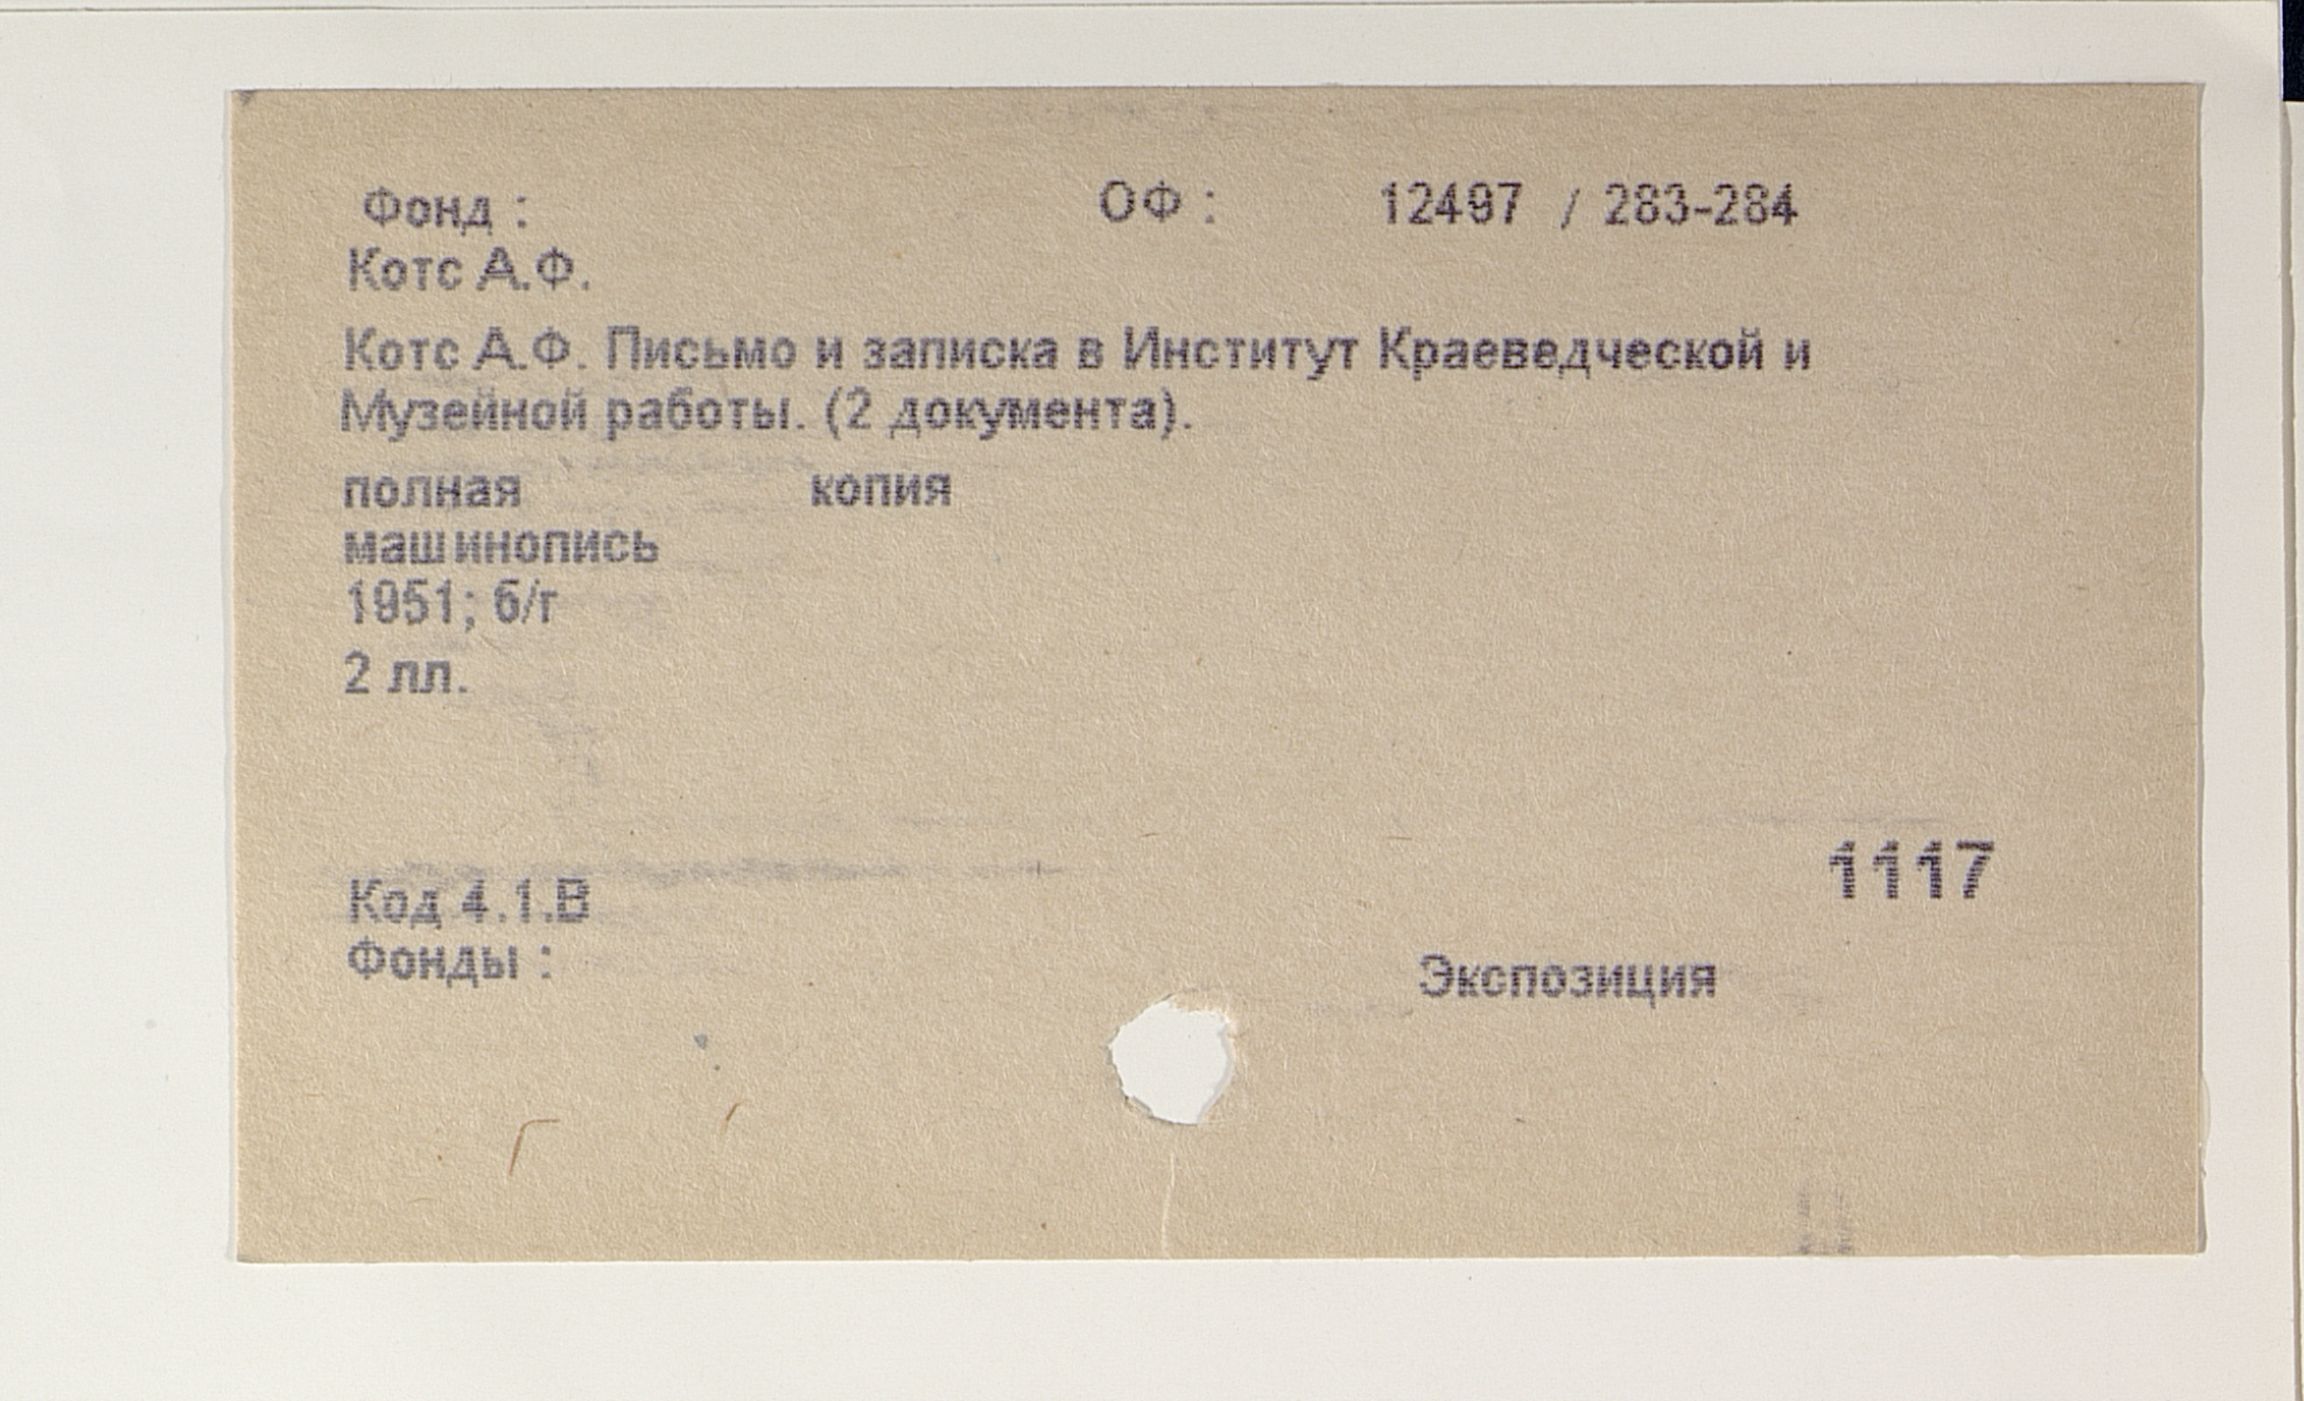 Фонд : ОФ : 12497 / 283-284
Котс А.Ф.
Котс А.Ф. Письмо и записка в Институт Краеведческой и
Музейной работы. (2 документа).
полная копия
машинопись
1951; б/г
2 лл.
1117
Код 4.1.В
Фонды :
Экспозиция